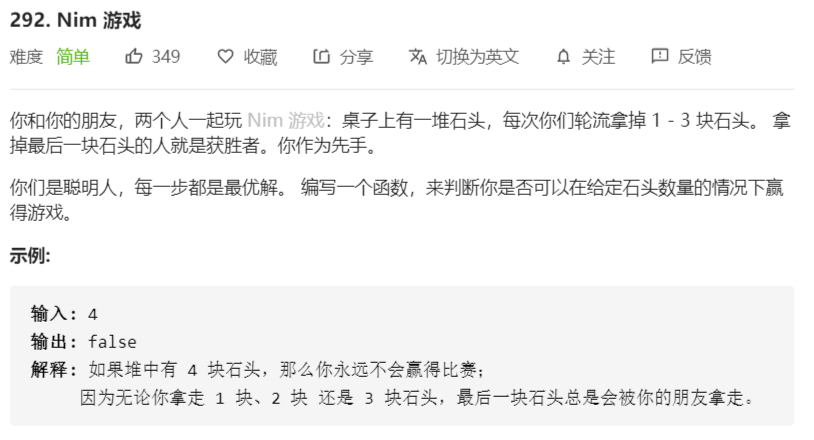 292. Nim 游戏
难度 简单 349 收藏 分享 切换为英文 关注 反馈
你和你的朋友，两个人一起玩 Nim 游戏：桌子上有一堆石头，每次你们轮流拿掉 1 - 3 块石头。 拿
掉最后一块石头的人就是获胜者。你作为先手。
你们是聪明人，每一步都是最优解。 编写一个函数，来判断你是否可以在给定石头数量的情况下赢
得游戏。
示例:
输入: 4
输出: false
解释: 如果堆中有 4 块石头，那么你永远不会赢得比赛；
因为无论你拿走 1 块、2 块 还是 3 块石头，最后一块石头总是会被你的朋友拿走。